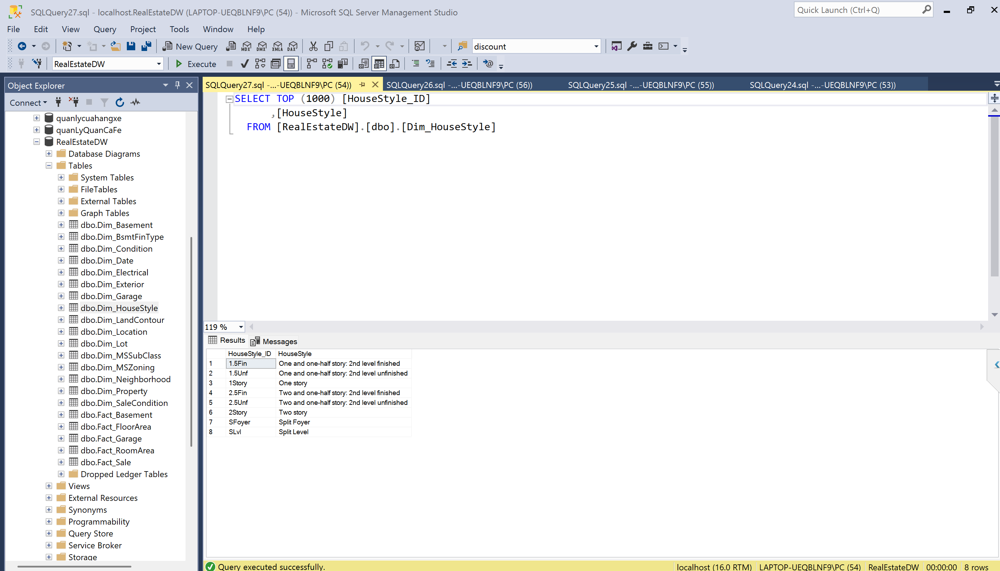 SQLQuery27.sql - localhost.RealEstateDW (LAPTOP-UEQBLNF9\PC (54)) - Microsoft SQL Server Management Studio
Quick Launch (Ctrl+Q)
File Edit View Query Project Tools Window Help
New Query MDX DMX XMLA DAX discount
RealEstateDW Execute
Object Explorer
Connect
quanlycuahangxe
quanLyQuanCaFe
RealEstateDW
Database Diagrams
Tables
System Tables
FileTables
External Tables
Graph Tables
dbo.Dim_Basement
dbo.Dim_BsmtFinType
dbo.Dim_Condition
dbo.Dim_Date
dbo.Dim_Electrical
dbo.Dim_Exterior
dbo.Dim_Garage
dbo.Dim_HouseStyle
dbo.Dim_LandContour
dbo.Dim_Location
dbo.Dim_Lot
dbo.Dim_MSSubClass
dbo.Dim_MSZoning
dbo.Dim_Neighborhood
dbo.Dim_Property
dbo.Dim_SaleCondition
dbo.Fact_Basement
dbo.Fact_FloorArea
dbo.Fact_Garage
dbo.Fact_RoomArea
dbo.Fact_Sale
Dropped Ledger Tables
Views
External Resources
Synonyms
Programmability
Query Store
Service Broker
Storage
SQLQuery27.sql -...-UEQBLNF9\PC (54)) SQLQuery26.sql -...-UEQBLNF9\PC (56)) SQLQuery25.sql -...-UEQBLNF9\PC (55)) SQLQuery24.sql -...-UEQBLNF9\PC (53))
SELECT TOP (1000) [HouseStyle_ID]
,[HouseStyle]
FROM [RealEstateDW].[dbo].[Dim_HouseStyle]
119 %
Results Messages
HouseStyle_ID HouseStyle
1 1.5Fin One and one-half story: 2nd level finished
2 1.5Unf One and one-half story: 2nd level unfinished
3 1Story One story
4 2.5Fin Two and one-half story: 2nd level finished
5 2.5Unf Two and one-half story: 2nd level unfinished
6 2Story Two story
7 SFoyer Split Foyer
8 SLvl Split Level
Query executed successfully. localhost (16.0 RTM) LAPTOP-UEQBLNF9\PC (54) RealEstateDW 00:00:00 8 rows